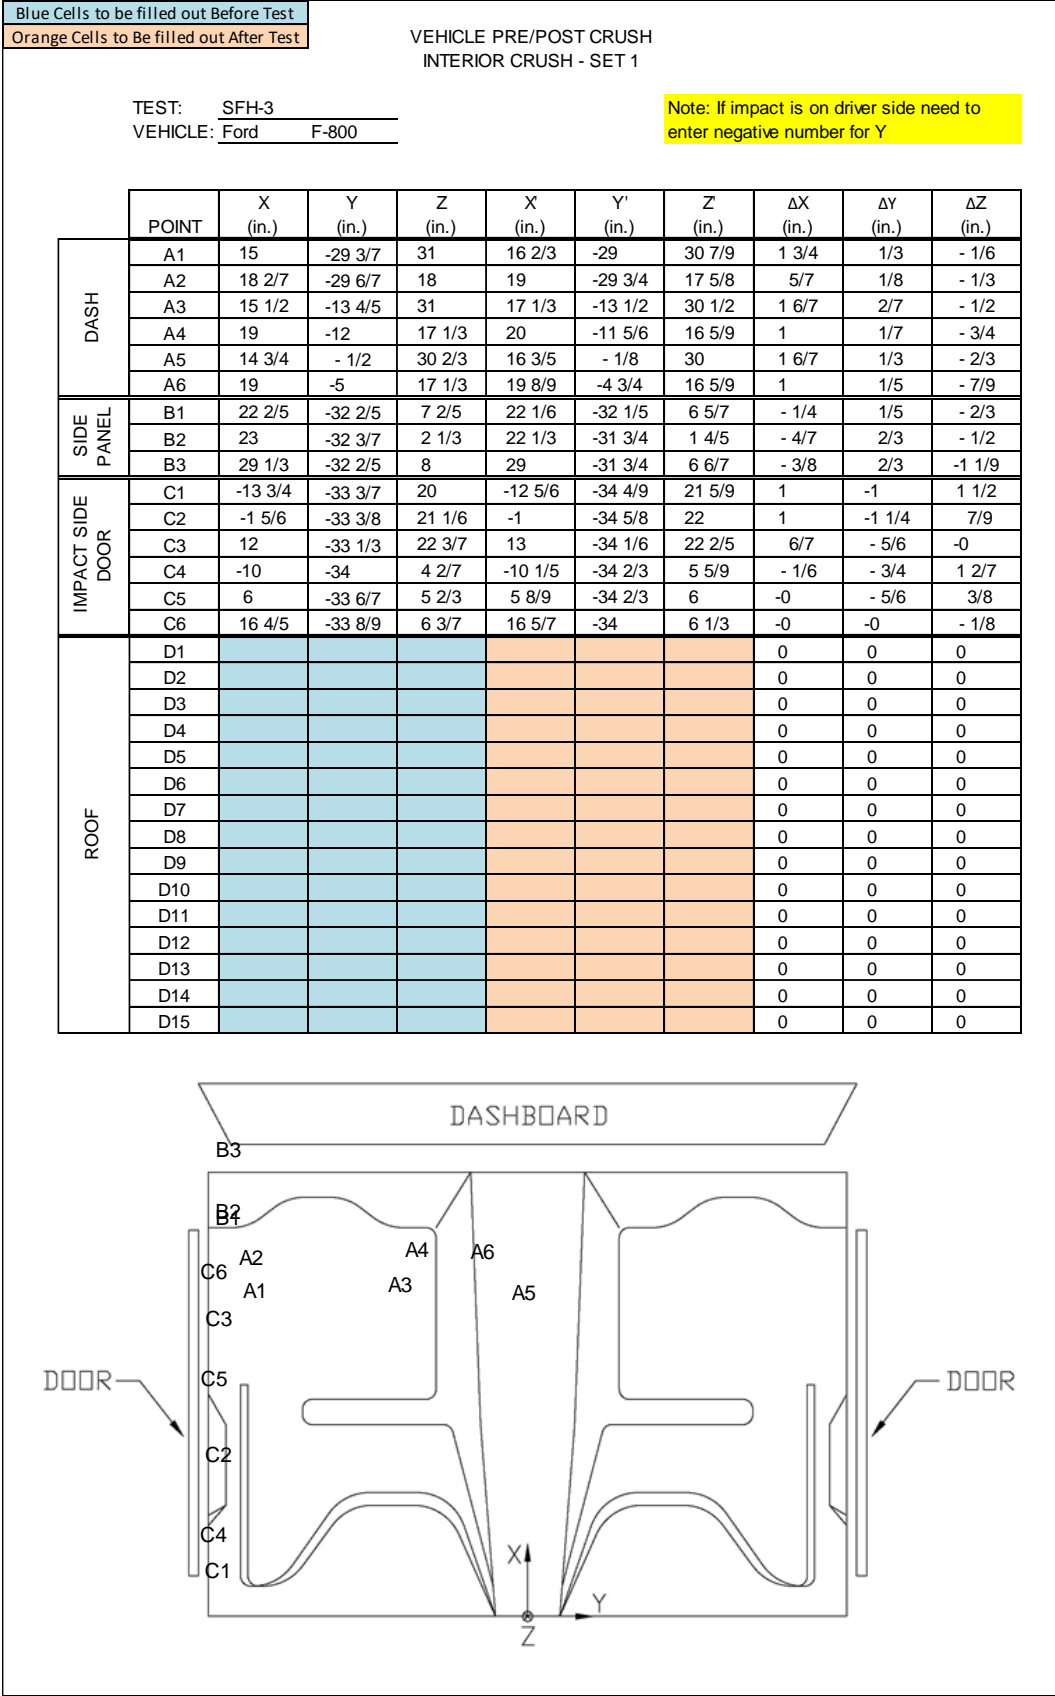 Blue Cells to be filled out Before Test
Orange Cells to Be filled out After Test
VEHICLE PRE/POST CRUSH
INTERIOR CRUSH - SET 1
TEST: SFH-3
VEHICLE: Ford F-800
Note: If impact is on driver side need to
enter negative number for Y
X Y Z X' Y' Z' ΔX ΔY ΔZ
POINT (in.) (in.) (in.) (in.) (in.) (in.) (in.) (in.) (in.)
DASH
A1 15 -29 3/7 31 16 2/3 -29 30 7/9 1 3/4 1/3 - 1/6
A2 18 2/7 -29 6/7 18 19 -29 3/4 17 5/8 5/7 1/8 - 1/3
A3 15 1/2 -13 4/5 31 17 1/3 -13 1/2 30 1/2 1 6/7 2/7 - 1/2
A4 19 -12 17 1/3 20 -11 5/6 16 5/9 1 1/7 - 3/4
A5 14 3/4 - 1/2 30 2/3 16 3/5 - 1/8 30 1 6/7 1/3 - 2/3
A6 19 -5 17 1/3 19 8/9 -4 3/4 16 5/9 1 1/5 - 7/9
SIDE
PANEL
B1 22 2/5 -32 2/5 7 2/5 22 1/6 -32 1/5 6 5/7 - 1/4 1/5 - 2/3
B2 23 -32 3/7 2 1/3 22 1/3 -31 3/4 1 4/5 - 4/7 2/3 - 1/2
B3 29 1/3 -32 2/5 8 29 -31 3/4 6 6/7 - 3/8 2/3 -1 1/9
IMPACT SIDE
DOOR
C1 -13 3/4 -33 3/7 20 -12 5/6 -34 4/9 21 5/9 1 -1 1 1/2
C2 -1 5/6 -33 3/8 21 1/6 -1 -34 5/8 22 1 -1 1/4 7/9
C3 12 -33 1/3 22 3/7 13 -34 1/6 22 2/5 6/7 - 5/6 -0
C4 -10 -34 4 2/7 -10 1/5 -34 2/3 5 5/9 - 1/6 - 3/4 1 2/7
C5 6 -33 6/7 5 2/3 5 8/9 -34 2/3 6 -0 - 5/6 3/8
C6 16 4/5 -33 8/9 6 3/7 16 5/7 -34 6 1/3 -0 -0 - 1/8
ROOF
D1 0 0 0
D2 0 0 0
D3 0 0 0
D4 0 0 0
D5 0 0 0
D6 0 0 0
D7 0 0 0
D8 0 0 0
D9 0 0 0
D10 0 0 0
D11 0 0 0
D12 0 0 0
D13 0 0 0
D14 0 0 0
D15 0 0 0
DASHBOARD
B3
B2
B1
A4 A6
A2
C6
A3
A1 A5
C3
DOOR C5 DOOR
C2
C4
X
C1
Y
Z